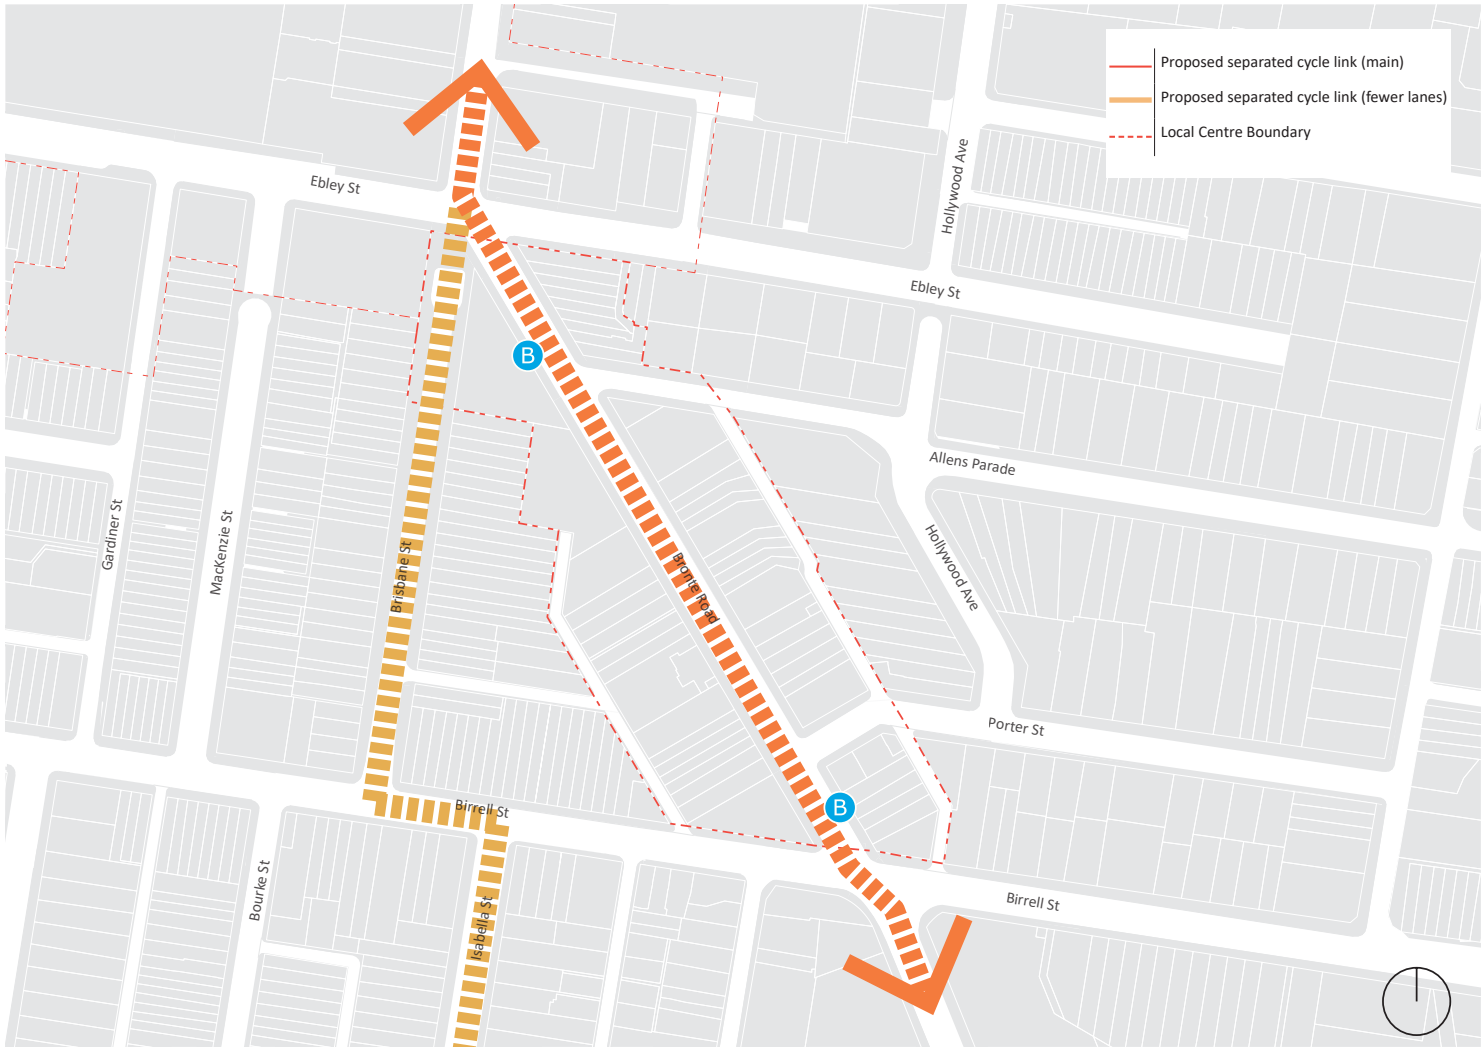 Proposed separated cycle link (main)
Proposed separated cycle link (fewer lanes)
Local Centre Boundary
Hollywood Ave
Ebley St
Ebley St
B
Allens Parade
Gardiner St
MacKenzie St
Brisbane St
Bronte Road
Hollywood Ave
Porter St
B
Birrell St
Bourke St
Isabella St
Birrell St